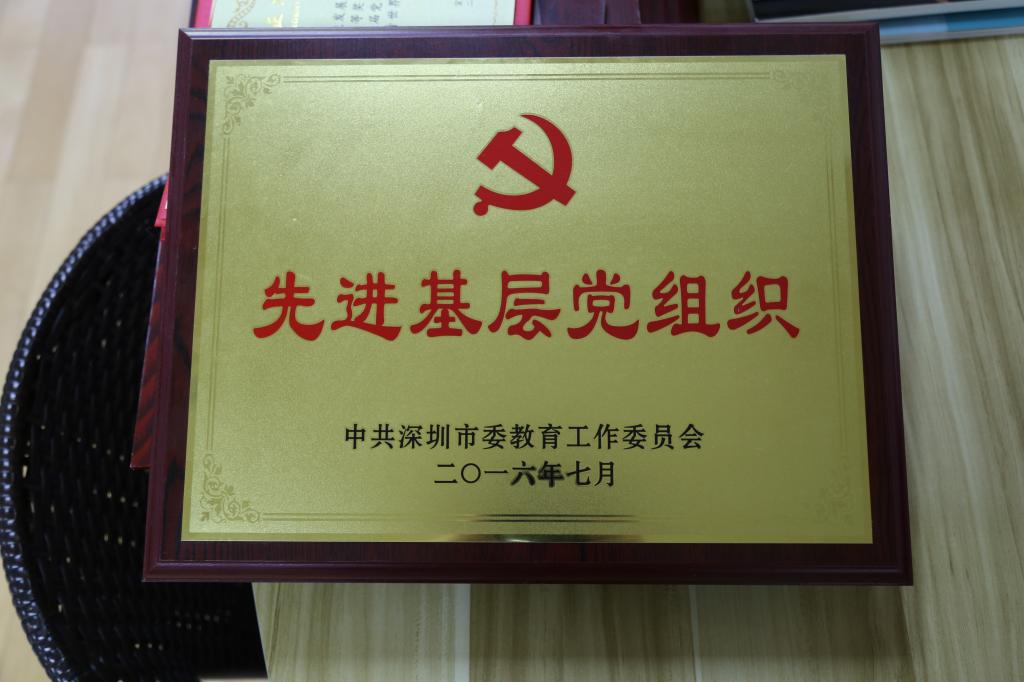 先进基层党组织
中共深圳市委教育工作委员会
二〇一六年七月